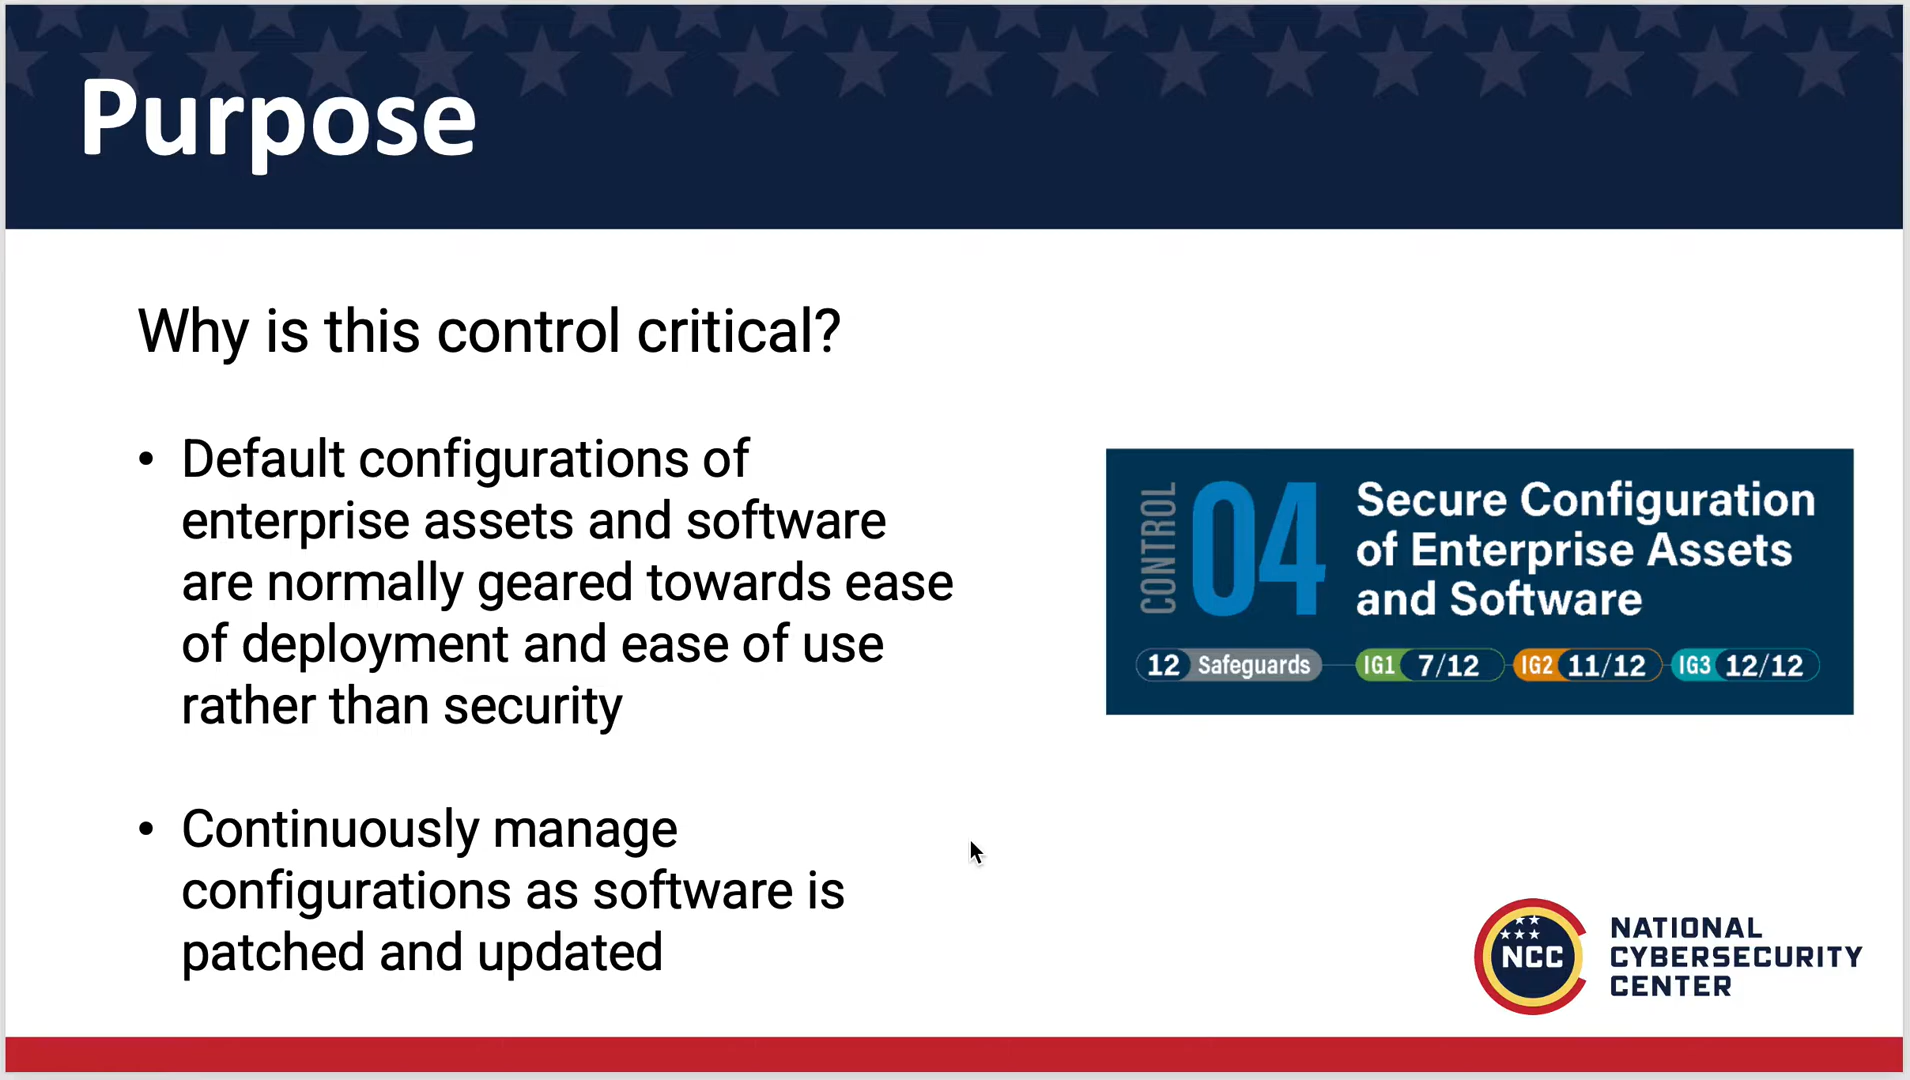 Purpose
Why is this control critical?
• Default configurations of
enterprise assets and software
are normally geared towards ease
of deployment and ease of use
rather than security
• Continuously manage
configurations as software is
patched and updated
CONTROL
04
Secure Configuration
of Enterprise Assets
and Software
12 Safeguards IG1 7/12 IG2 11/12 IG3 12/12
NCC
NATIONAL
CYBERSECURITY
CENTER